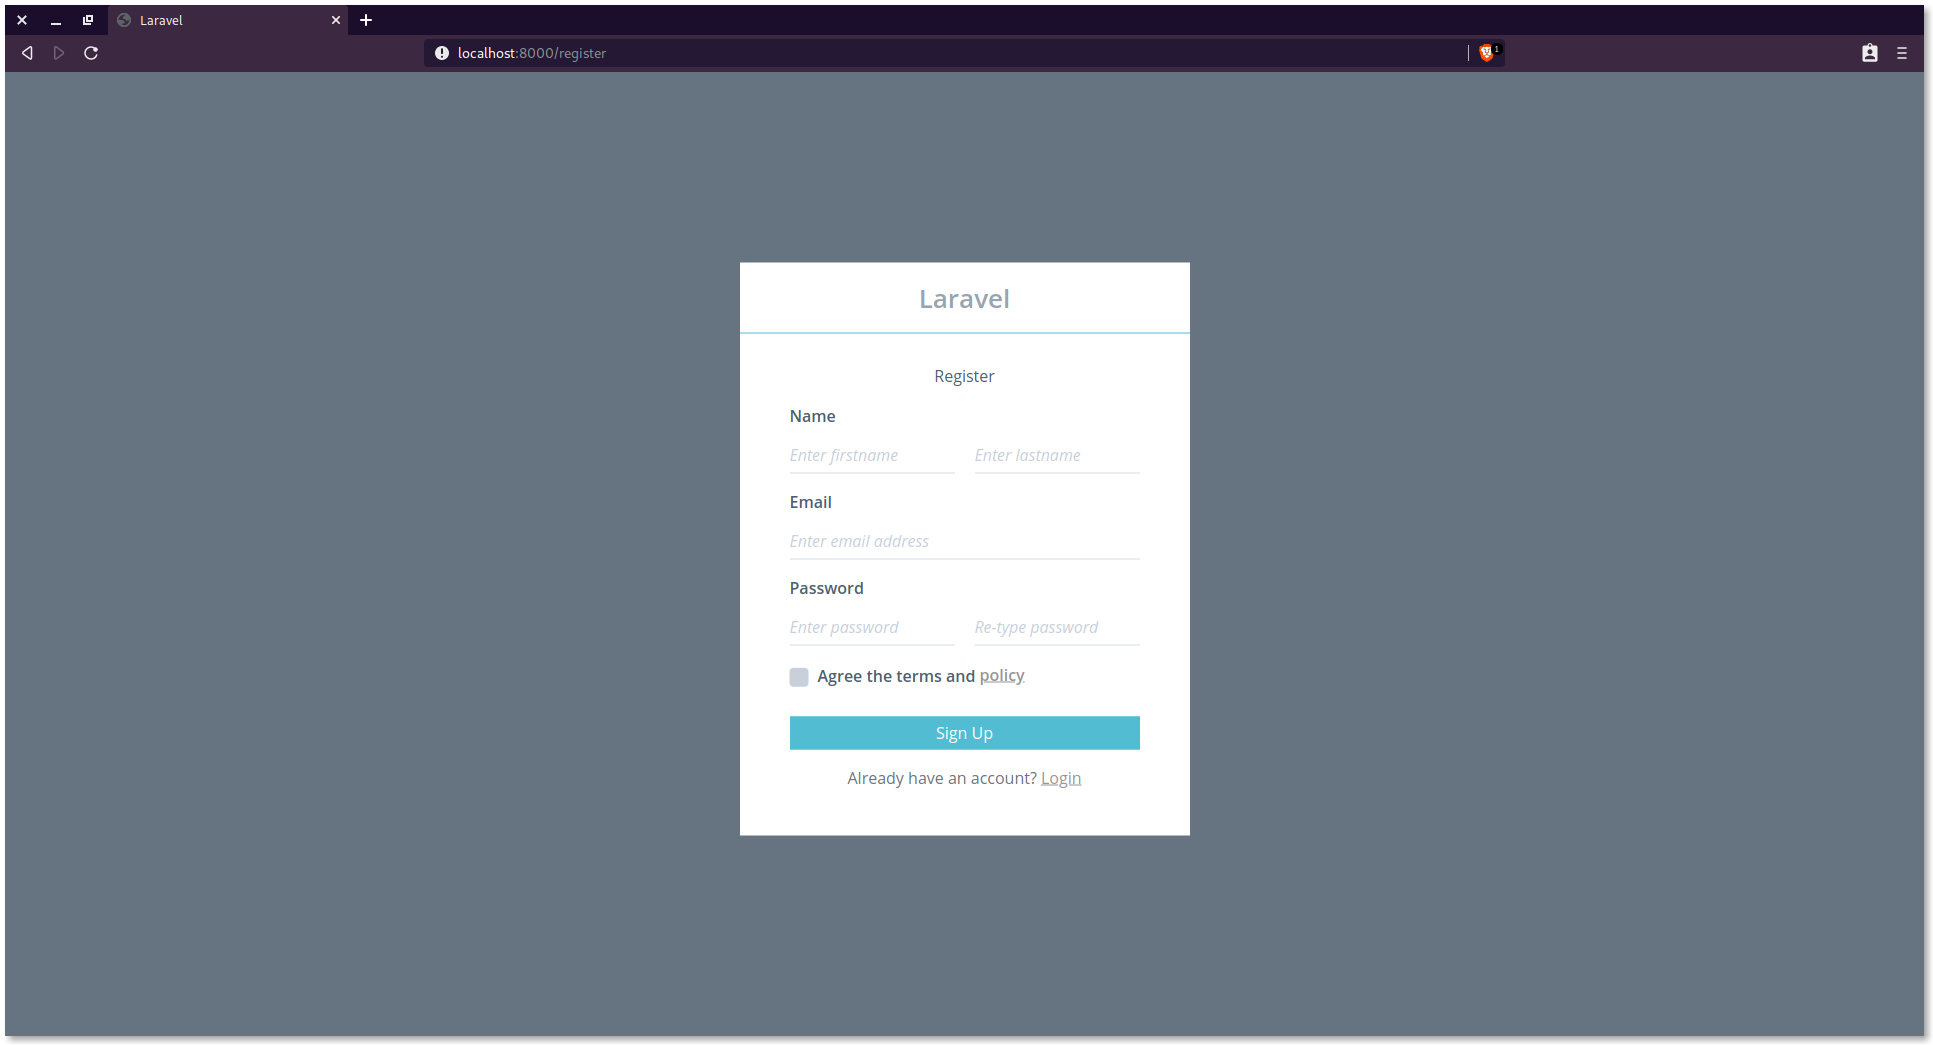 Laravel
localhost:8000/register
1
Laravel
Register
Name
Enter firstname Enter lastname
Email
Enter email address
Password
Enter password Re-type password
Agree the terms and policy
Sign Up
Already have an account? Login